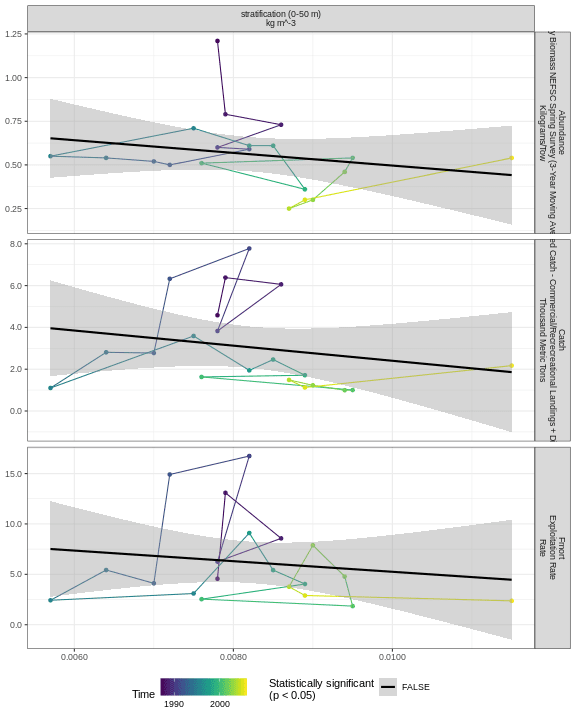 stratification (0-50 m)
kg m^-3
1.25
1.00
0.75
0.50
0.25
Abundance
y Biomass NEFSC Spring Survey (3-Year Moving Ave
Kilograms/Tow
8.0
6.0
4.0
2.0
0.0
Catch
ed Catch - Commercial/Recreational Landings + D
Thousand Metric Tons
15.0
10.0
5.0
0.0
Fmort
Exploitation Rate
Rate
0.0060 0.0080 0.0100
Time 1990 2000
Statistically significant
(p < 0.05)
FALSE